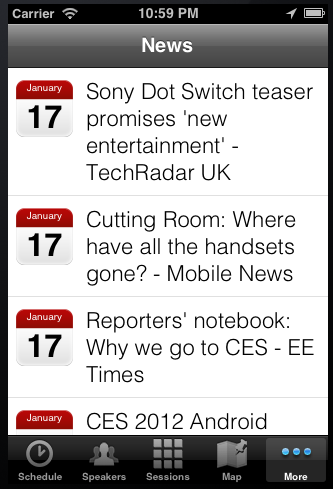 Carrier 10:59 PM
News
January
17
Sony Dot Switch teaser
promises 'new
entertainment' -
TechRadar UK
January
17
Cutting Room: Where
have all the handsets
gone? - Mobile News
January
17
Reporters' notebook:
Why we go to CES - EE
Times
January
CES 2012 Android
Schedule Speakers Sessions Map More